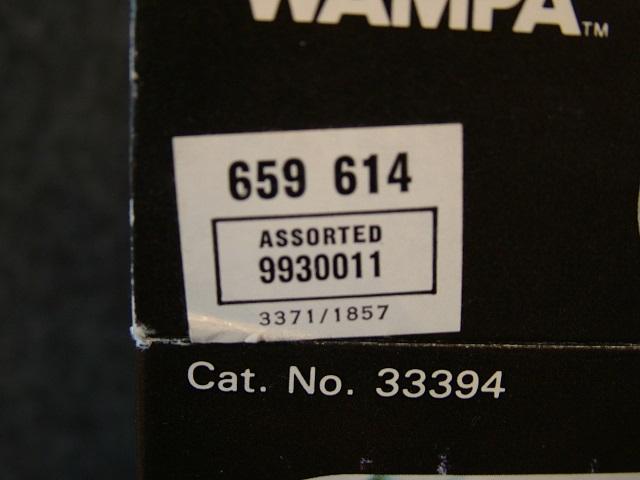 WAMPA™
659 614
ASSORTED
9930011
3371/1857
Cat. No. 33394